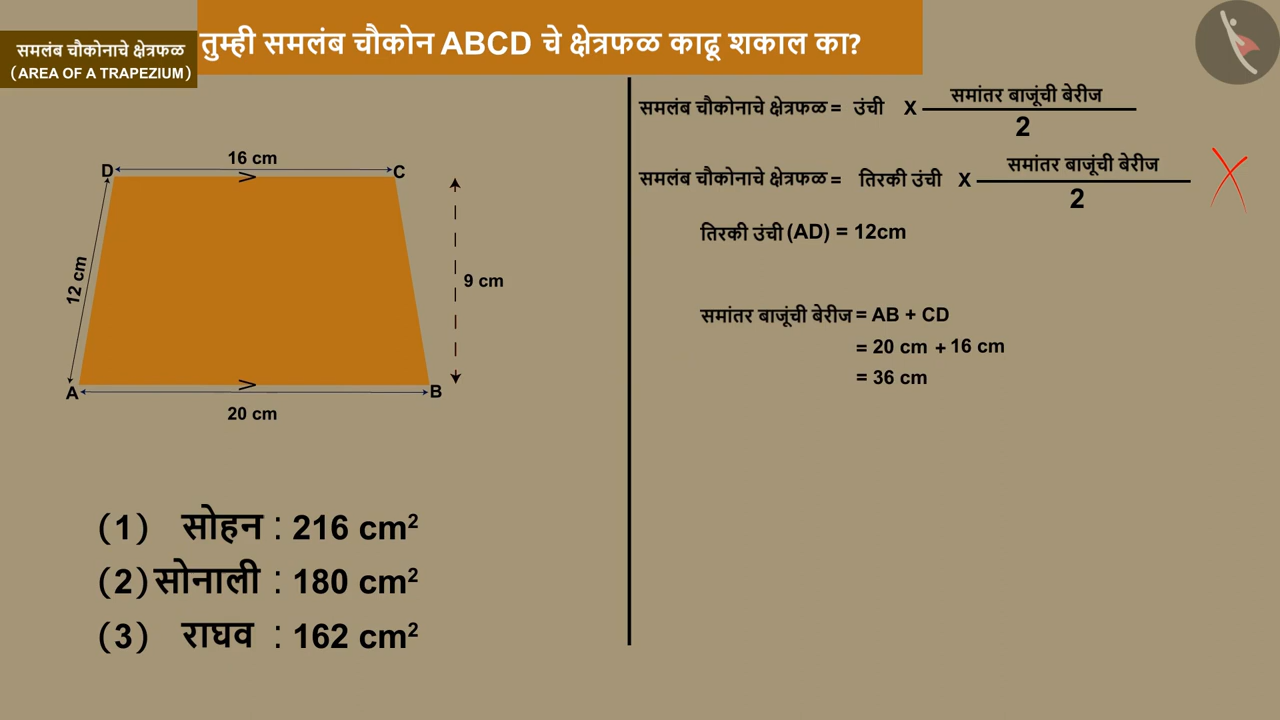 समलंब चौकोनाचे क्षेत्रफळ
(AREA OF A TRAPEZIUM)
तुम्ही समलंब चौकोन ABCD चे क्षेत्रफळ काढू शकाल का?
16 cm
D
C
12 cm
9 cm
A
B
20 cm
(1) सोहन : 216 cm²
(2) सोनाली : 180 cm²
(3) राघव : 162 cm²
समलंब चौकोनाचे क्षेत्रफळ = उंची X समांतर बाजूंची बेरीज
2
समलंब चौकोनाचे क्षेत्रफळ = तिरकी उंची X समांतर बाजूंची बेरीज
2
तिरकी उंची (AD) = 12cm
समांतर बाजूंची बेरीज = AB + CD
= 20 cm + 16 cm
= 36 cm